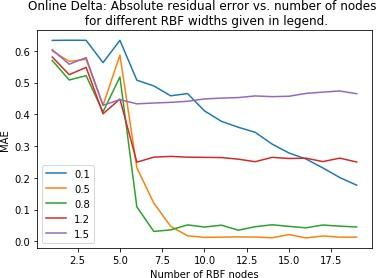 Online Delta: Absolute residual error vs. number of nodes
for different RBF widths given in legend.
MAE
0.6
0.5
0.4
0.3
0.2
0.1
0.0
0.1
0.5
0.8
1.2
1.5
2.5 5.0 7.5 10.0 12.5 15.0 17.5
Number of RBF nodes